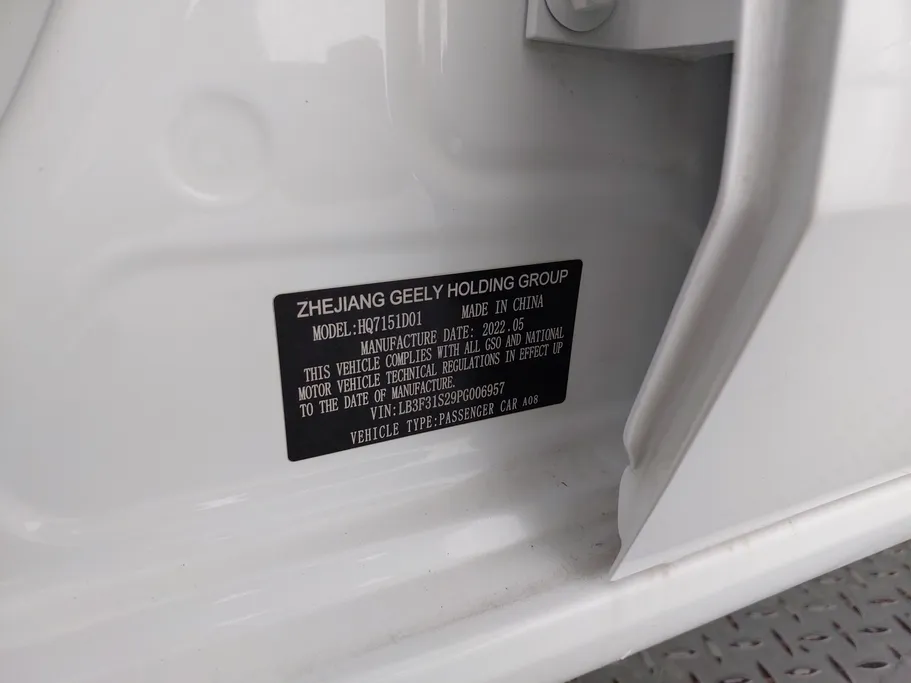 ZHEJIANG GEELY HOLDING GROUP
MODEL:HQ7151D01 MADE IN CHINA
MANUFACTURE DATE: 2022.05
THIS VEHICLE COMPLIES WITH ALL GSO AND NATIONAL
MOTOR VEHICLE TECHNICAL REGULATIONS IN EFFECT UP
TO THE DATE OF MANUFACTURE.
VIN:LB3F31S29PG006957
VEHICLE TYPE:PASSENGER CAR A08